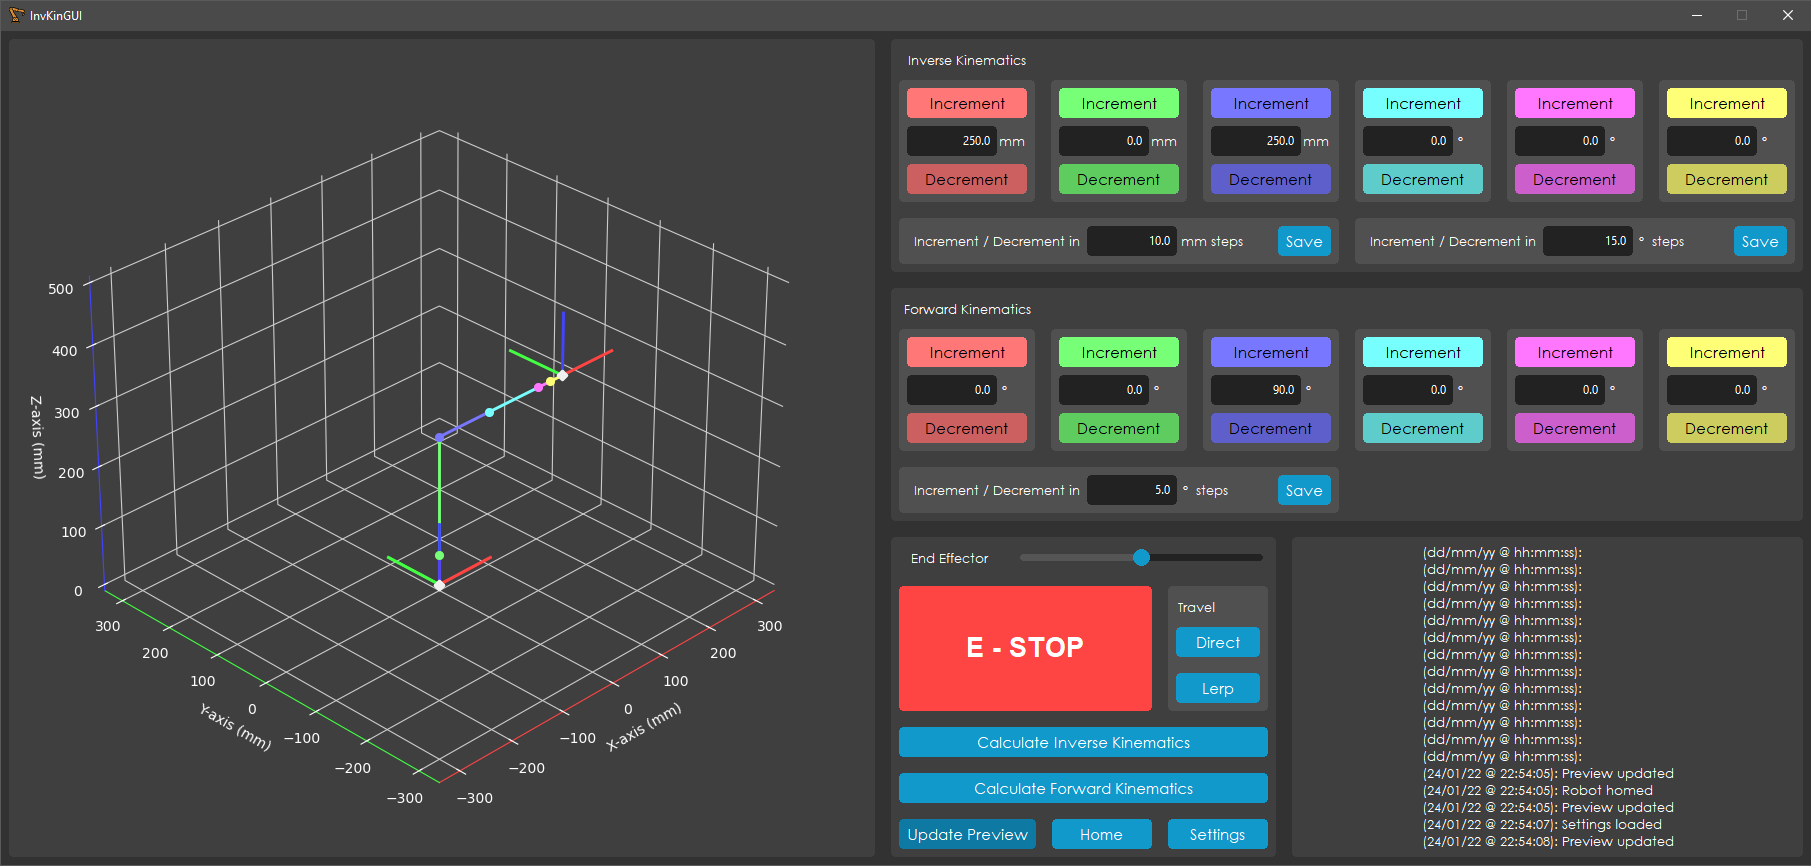 InvKinGUI
500
400
300
200
100
0
Z-axis (mm)
300
200
100
0
−100
−200
−300
Y-axis (mm)
−300
−200
−100
0
100
200
300
X-axis (mm)
Inverse Kinematics
Increment Increment Increment Increment Increment Increment
250.0 mm 0.0 mm 250.0 mm 0.0 ° 0.0 ° 0.0 °
Decrement Decrement Decrement Decrement Decrement Decrement
Increment / Decrement in 10.0 mm steps Save Increment / Decrement in 15.0 ° steps Save
Forward Kinematics
Increment Increment Increment Increment Increment Increment
0.0 ° 0.0 ° 90.0 ° 0.0 ° 0.0 ° 0.0 °
Decrement Decrement Decrement Decrement Decrement Decrement
Increment / Decrement in 5.0 ° steps Save
End Effector
E - STOP
Travel
Direct
Lerp
Calculate Inverse Kinematics
Calculate Forward Kinematics
Update Preview Home Settings
(dd/mm/yy @ hh:mm:ss):
(dd/mm/yy @ hh:mm:ss):
(dd/mm/yy @ hh:mm:ss):
(dd/mm/yy @ hh:mm:ss):
(dd/mm/yy @ hh:mm:ss):
(dd/mm/yy @ hh:mm:ss):
(dd/mm/yy @ hh:mm:ss):
(dd/mm/yy @ hh:mm:ss):
(dd/mm/yy @ hh:mm:ss):
(dd/mm/yy @ hh:mm:ss):
(dd/mm/yy @ hh:mm:ss):
(dd/mm/yy @ hh:mm:ss):
(dd/mm/yy @ hh:mm:ss):
(24/01/22 @ 22:54:05): Preview updated
(24/01/22 @ 22:54:05): Robot homed
(24/01/22 @ 22:54:05): Preview updated
(24/01/22 @ 22:54:07): Settings loaded
(24/01/22 @ 22:54:08): Preview updated